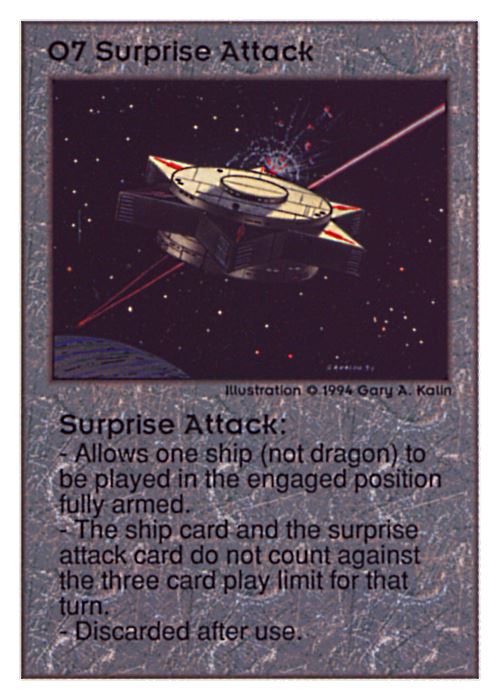 O7 Surprise Attack
Illustration © 1994 Gary A. Kalin
Surprise Attack:
- Allows one ship (not dragon) to
be played in the engaged position
fully armed.
- The ship card and the surprise
attack card do not count against
the three card play limit for that
turn.
- Discarded after use.